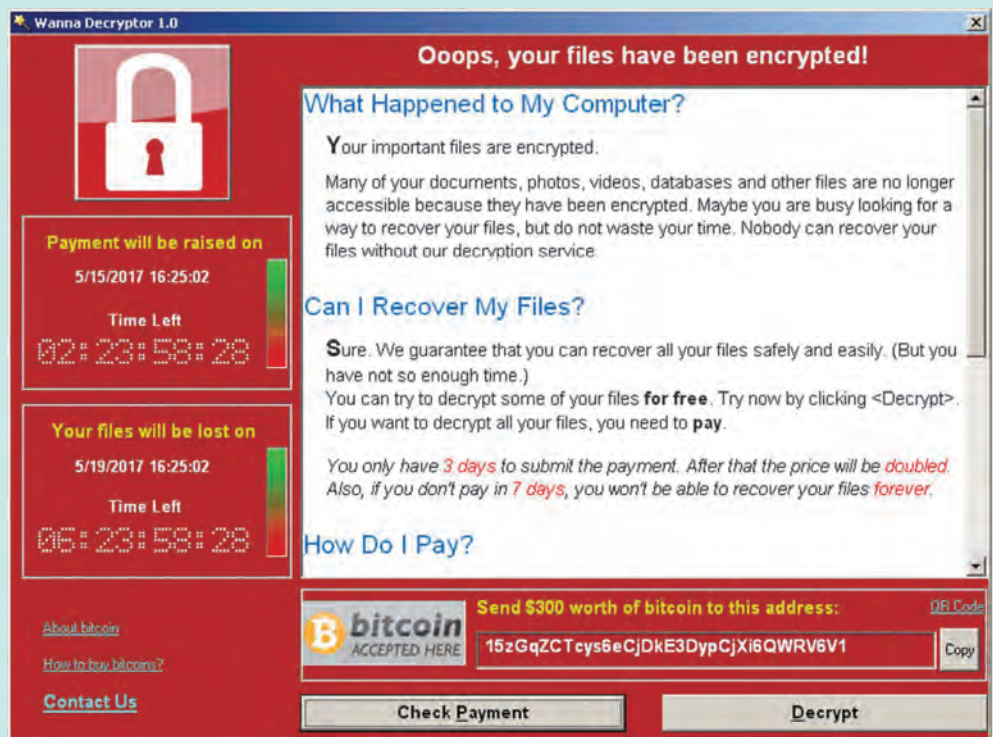 Wanna Decryptor 1.0
Ooops, your files have been encrypted!
What Happened to My Computer?
Your important files are encrypted.
Many of your documents, photos, videos, databases and other files are no longer
accessible because they have been encrypted. Maybe you are busy looking for a
way to recover your files, but do not waste your time. Nobody can recover your
files without our decryption service
Can I Recover My Files?
Sure. We guarantee that you can recover all your files safely and easily. (But you
have not so enough time.)
You can try to decrypt some of your files for free. Try now by clicking <Decrypt>.
If you want to decrypt all your files, you need to pay.
You only have 3 days to submit the payment. After that the price will be doubled.
Also, if you don't pay in 7 days, you won't be able to recover your files forever.
How Do I Pay?
Payment will be raised on
5/15/2017 16:25:02
Time Left
02:23:58:28
Your files will be lost on
5/19/2017 16:25:02
Time Left
06:23:58:28
About bitcoin
How to buy bitcoins?
Contact Us
bitcoin
ACCEPTED HERE
Send $300 worth of bitcoin to this address:
QR Code
15zGqZCTcys6eCjDkE3DypCjXi6QWRV6V1
Copy
Check Payment
Decrypt